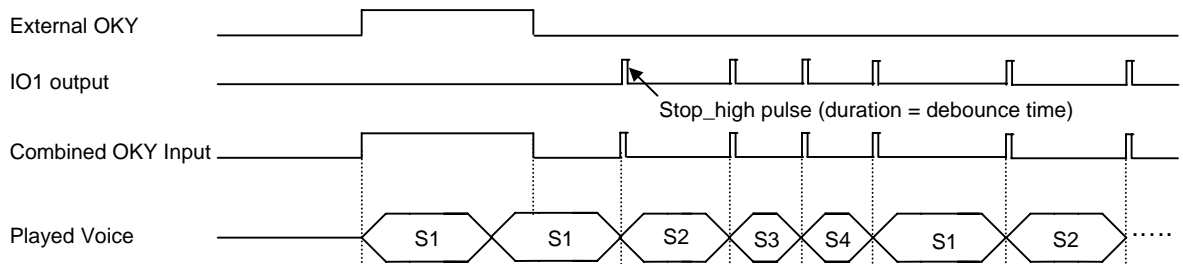 External OKY
IO1 output
Stop_high pulse (duration = debounce time)
Combined OKY Input
Played Voice
S1 S1 S2 S3 S4 S1 S2 .....